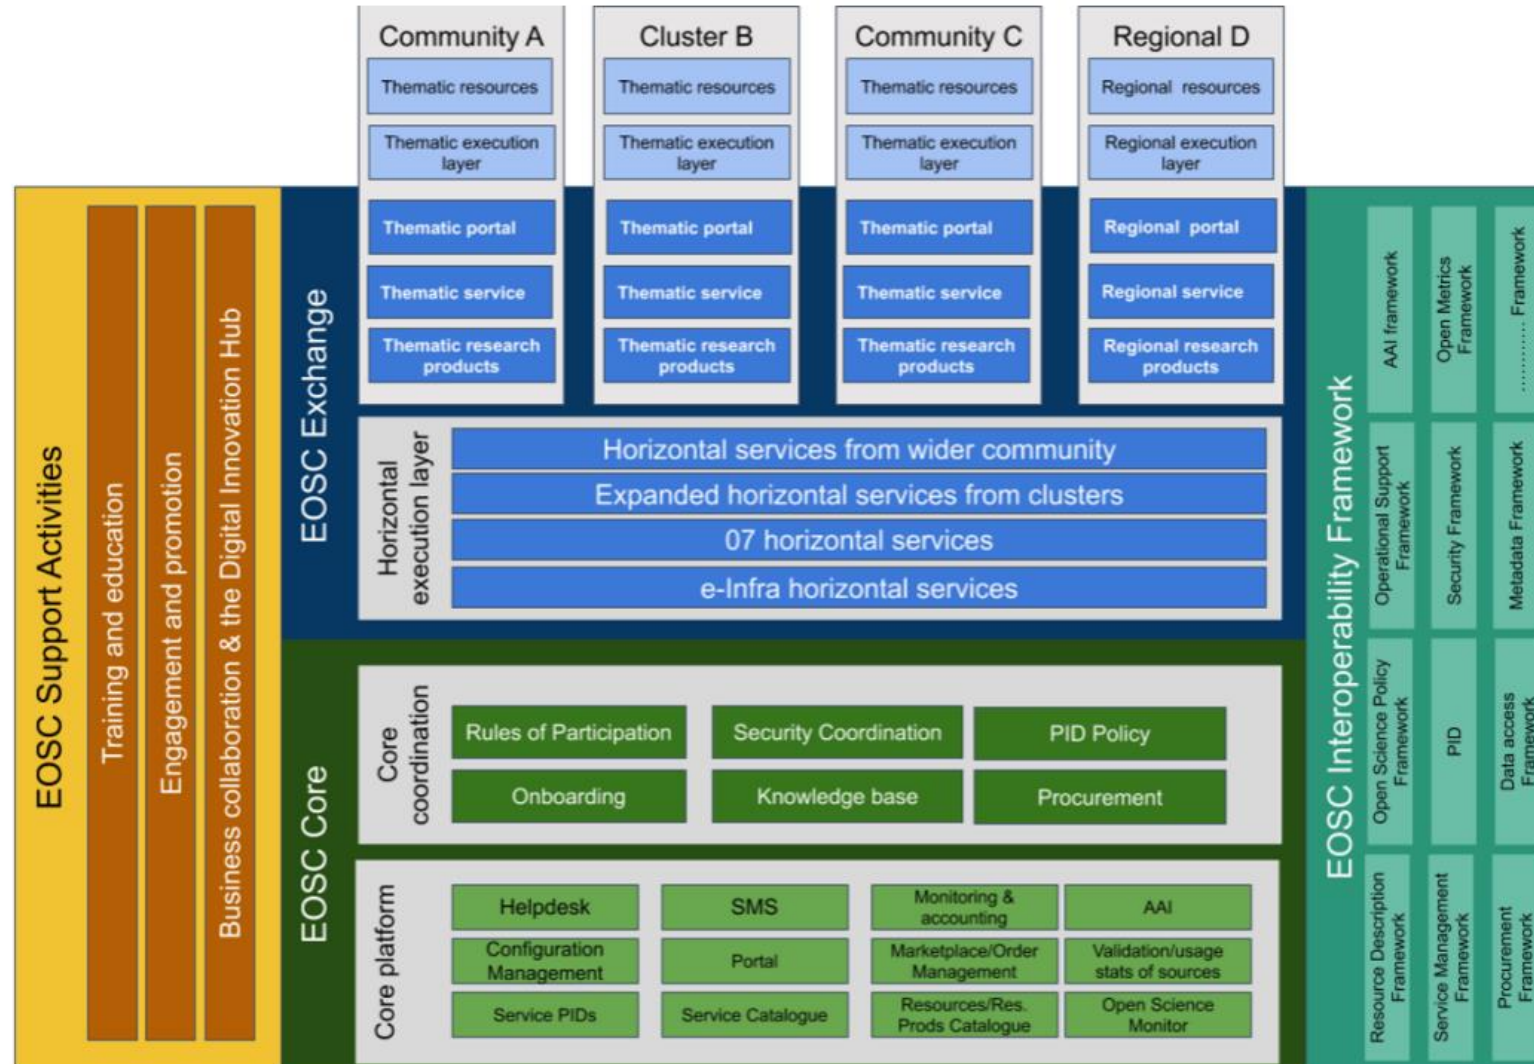 Community A
Thematic resources
Thematic execution
layer
Thematic portal
Thematic service
Thematic research
products
Cluster B
Thematic resources
Thematic execution
layer
Thematic portal
Thematic service
Thematic research
products
Community C
Thematic resources
Thematic execution
layer
Thematic portal
Thematic service
Thematic research
products
Regional D
Regional resources
Regional execution
layer
Regional portal
Regional service
Regional research
products
EOSC Support Activities
Training and education
Engagement and promotion
Business collaboration & the Digital Innovation Hub
EOSC Exchange
Horizontal
execution layer
Horizontal services from wider community
Expanded horizontal services from clusters
07 horizontal services
e-Infra horizontal services
EOSC Core
Core
coordination
Rules of Participation
Security Coordination
PID Policy
Onboarding
Knowledge base
Procurement
Core platform
Helpdesk
SMS
Monitoring &
accounting
AAI
Configuration
Management
Portal
Marketplace/Order
Management
Validation/usage
stats of sources
Service PIDs
Service Catalogue
Resources/Res.
Prods Catalogue
Open Science
Monitor
EOSC Interoperability Framework
AAI framework
Open Metrics
Framework
............ Framework
Operational Support
Framework
Security Framework
Metadata Framework
Open Science Policy
Framework
PID
Data access
Framework
Resource Description
Framework
Service Management
Framework
Procurement
Framework